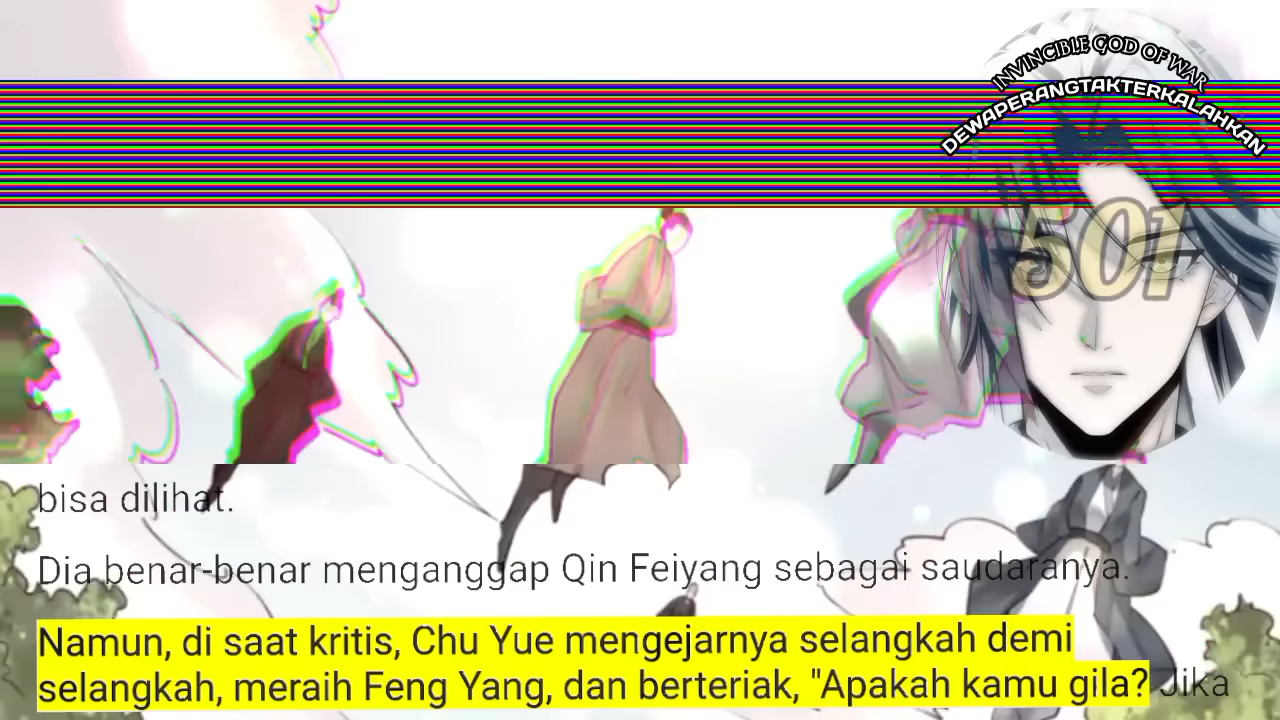 INVINCIBLE GOD OF WAR
DEWAPERANGTAKTERKALAHKAN
501
bisa dilihat.
Dia benar-benar menganggap Qin Feiyang sebagai saudaranya.
Namun, di saat kritis, Chu Yue mengejarnya selangkah demi
selangkah, meraih Feng Yang, dan berteriak, "Apakah kamu gila? Jika